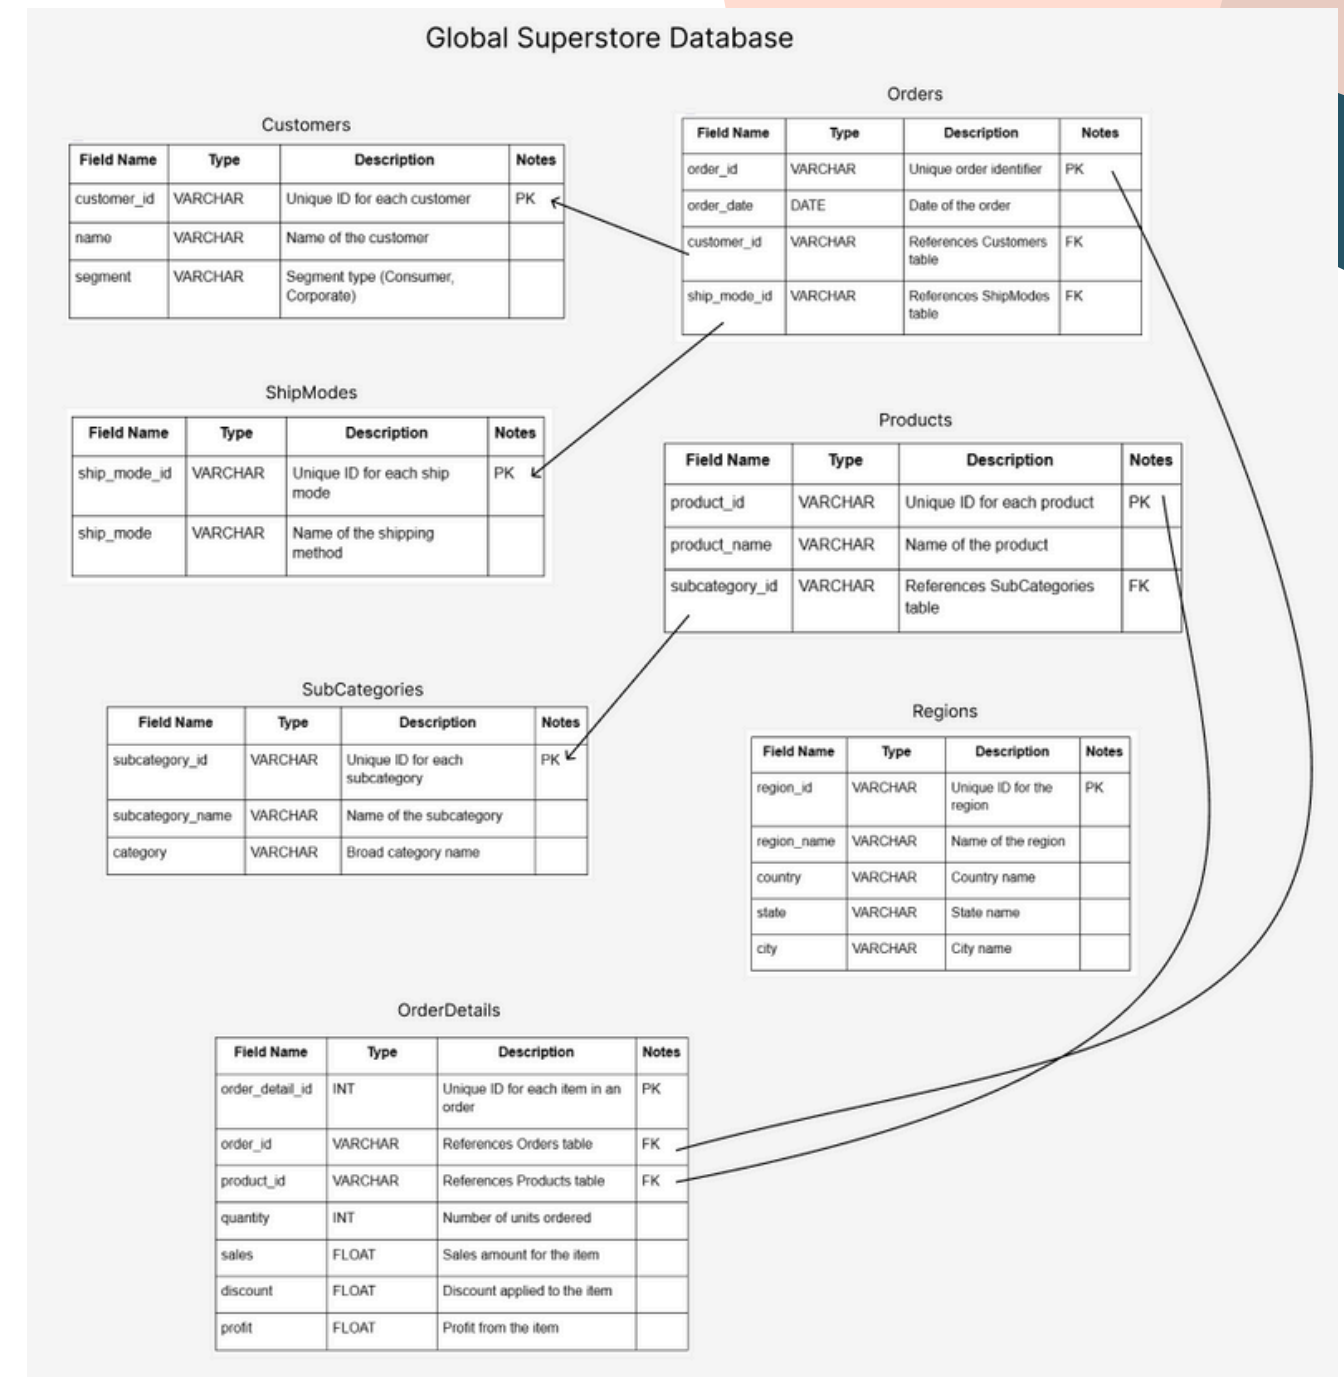 Global Superstore Database
Customers
Field Name Type Description Notes
customer_id VARCHAR Unique ID for each customer PK
name VARCHAR Name of the customer
segment VARCHAR Segment type (Consumer,
Corporate)
Orders
Field Name Type Description Notes
order_id VARCHAR Unique order identifier PK
order_date DATE Date of the order
customer_id VARCHAR References Customers FK
table
ship_mode_id VARCHAR References ShipModes FK
table
ShipModes
Field Name Type Description Notes
ship_mode_id VARCHAR Unique ID for each ship PK
mode
ship_mode VARCHAR Name of the shipping
method
Products
Field Name Type Description Notes
product_id VARCHAR Unique ID for each product PK
product_name VARCHAR Name of the product
subcategory_id VARCHAR References SubCategories FK
table
SubCategories
Field Name Type Description Notes
subcategory_id VARCHAR Unique ID for each PK
subcategory
subcategory_name VARCHAR Name of the subcategory
category VARCHAR Broad category name
Regions
Field Name Type Description Notes
region_id VARCHAR Unique ID for the PK
region
region_name VARCHAR Name of the region
country VARCHAR Country name
state VARCHAR State name
city VARCHAR City name
OrderDetails
Field Name Type Description Notes
order_detail_id INT Unique ID for each item in an PK
order
order_id VARCHAR References Orders table FK
product_id VARCHAR References Products table FK
quantity INT Number of units ordered
sales FLOAT Sales amount for the item
discount FLOAT Discount applied to the item
profit FLOAT Profit from the item